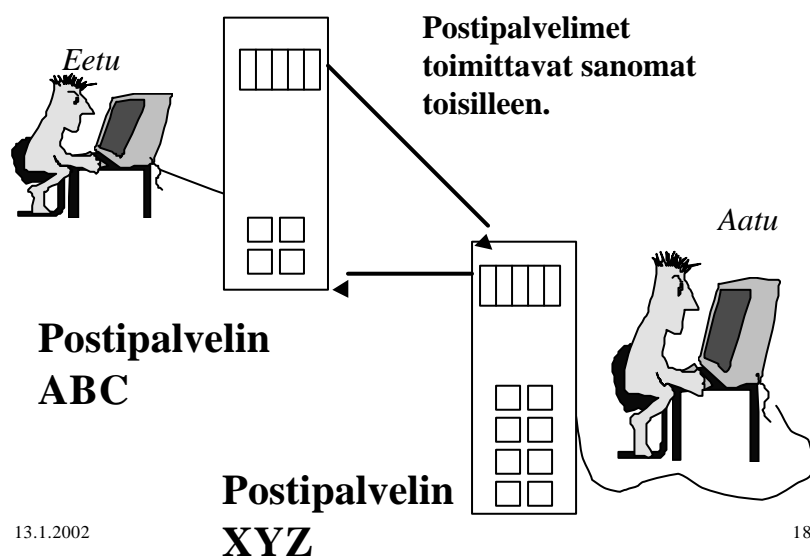 Postipalvelimet
toimittavat sanomat
toisilleen.
Eetu
Aatu
Postipalvelin
ABC
Postipalvelin
XYZ
13.1.2002
18